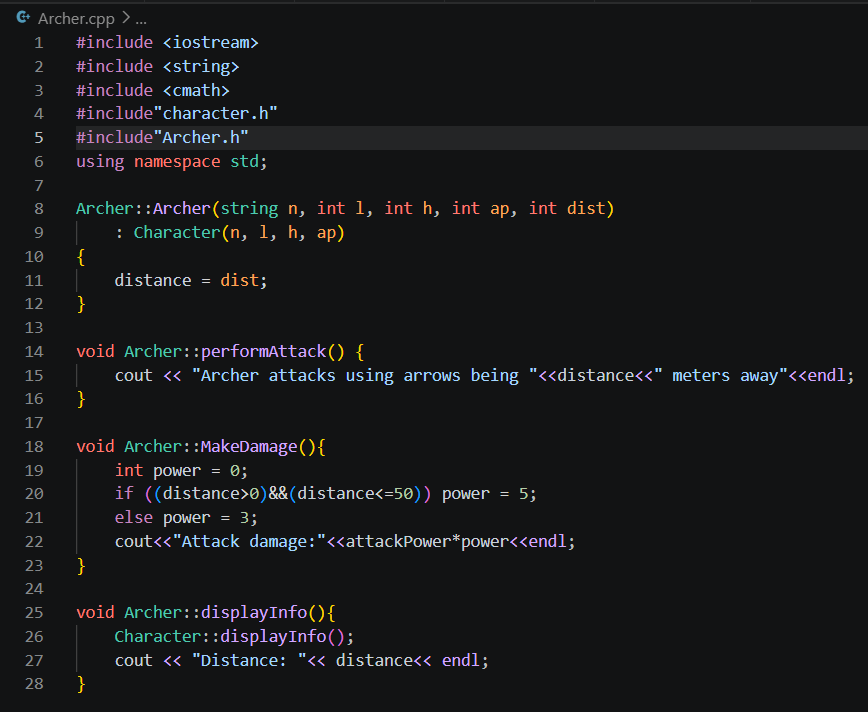 Archer.cpp > ...
1 #include <iostream>
2 #include <string>
3 #include <cmath>
4 #include"character.h"
5 #include"Archer.h"
6 using namespace std;
7
8 Archer::Archer(string n, int l, int h, int ap, int dist)
9     : Character(n, l, h, ap)
10 {
11     distance = dist;
12 }
13
14 void Archer::performAttack() {
15     cout << "Archer attacks using arrows being "<<distance<<" meters away"<<endl;
16 }
17
18 void Archer::MakeDamage(){
19     int power = 0;
20     if ((distance>0)&&(distance<=50)) power = 5;
21     else power = 3;
22     cout<<"Attack damage:"<<attackPower*power<<endl;
23 }
24
25 void Archer::displayInfo(){
26     Character::displayInfo();
27     cout << "Distance: "<< distance<< endl;
28 }